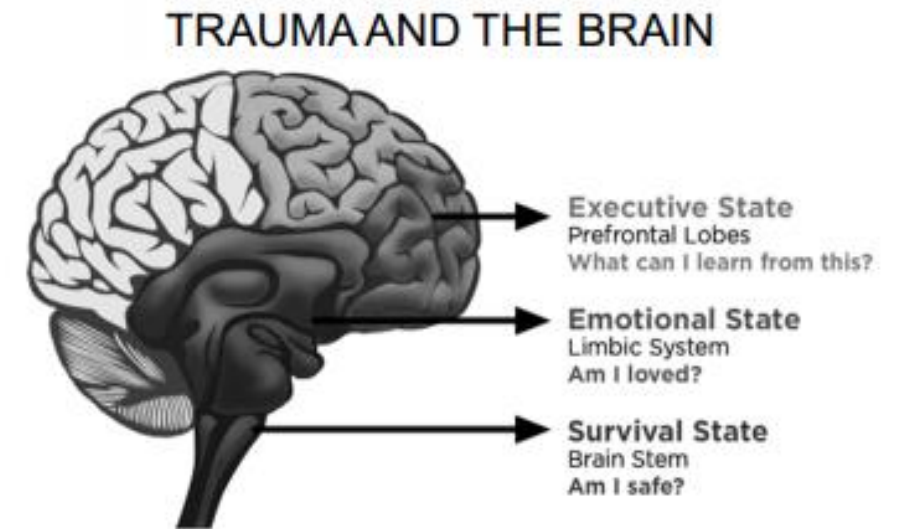 TRAUMA AND THE BRAIN
Executive State
Prefrontal Lobes
What can I learn from this?
Emotional State
Limbic System
Am I loved?
Survival State
Brain Stem
Am I safe?